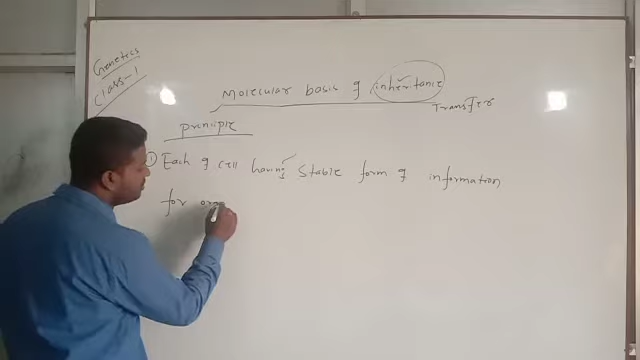 Genetics
Class-1
Molecular basis of inheritance
Transfer
Principle
① Each of cell having stable form of information
for org